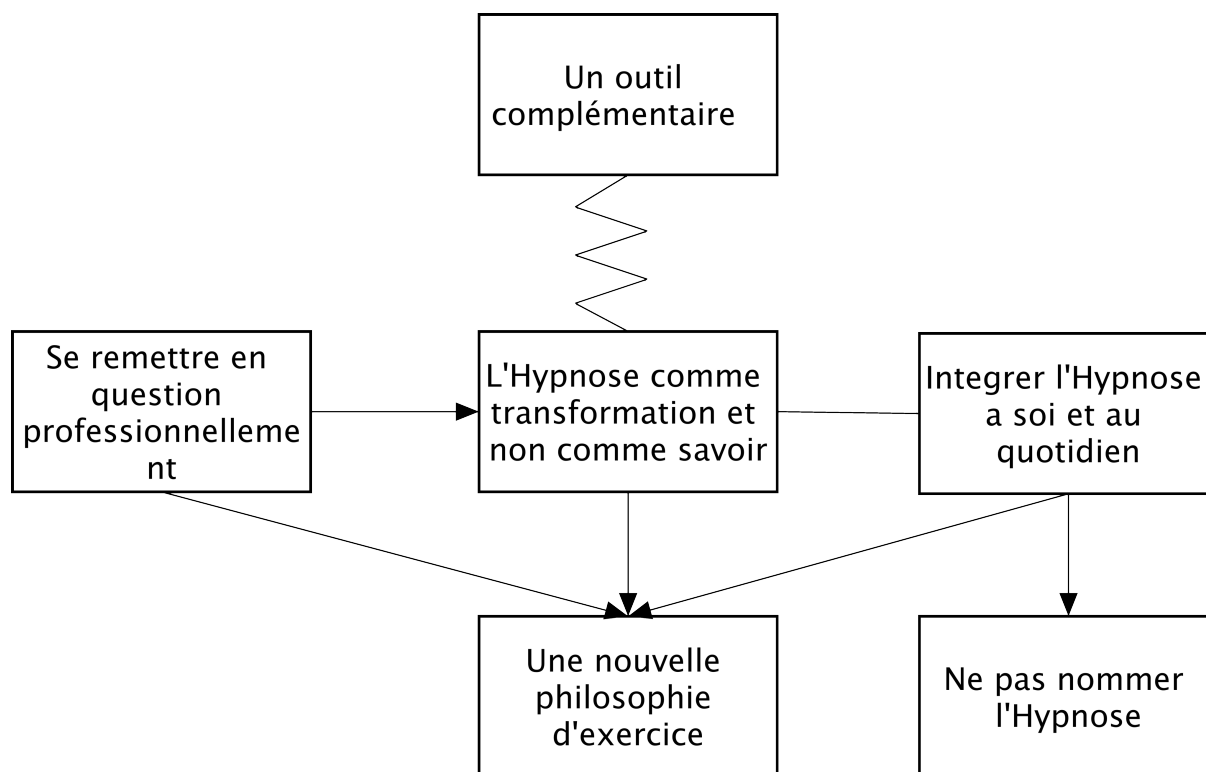 Un outil
complémentaire
Se remettre en
question
professionnelleme
nt
L'Hypnose comme
transformation et
non comme savoir
Integrer l'Hypnose
a soi et au
quotidien
Une nouvelle
philosophie
d'exercice
Ne pas nommer
l'Hypnose